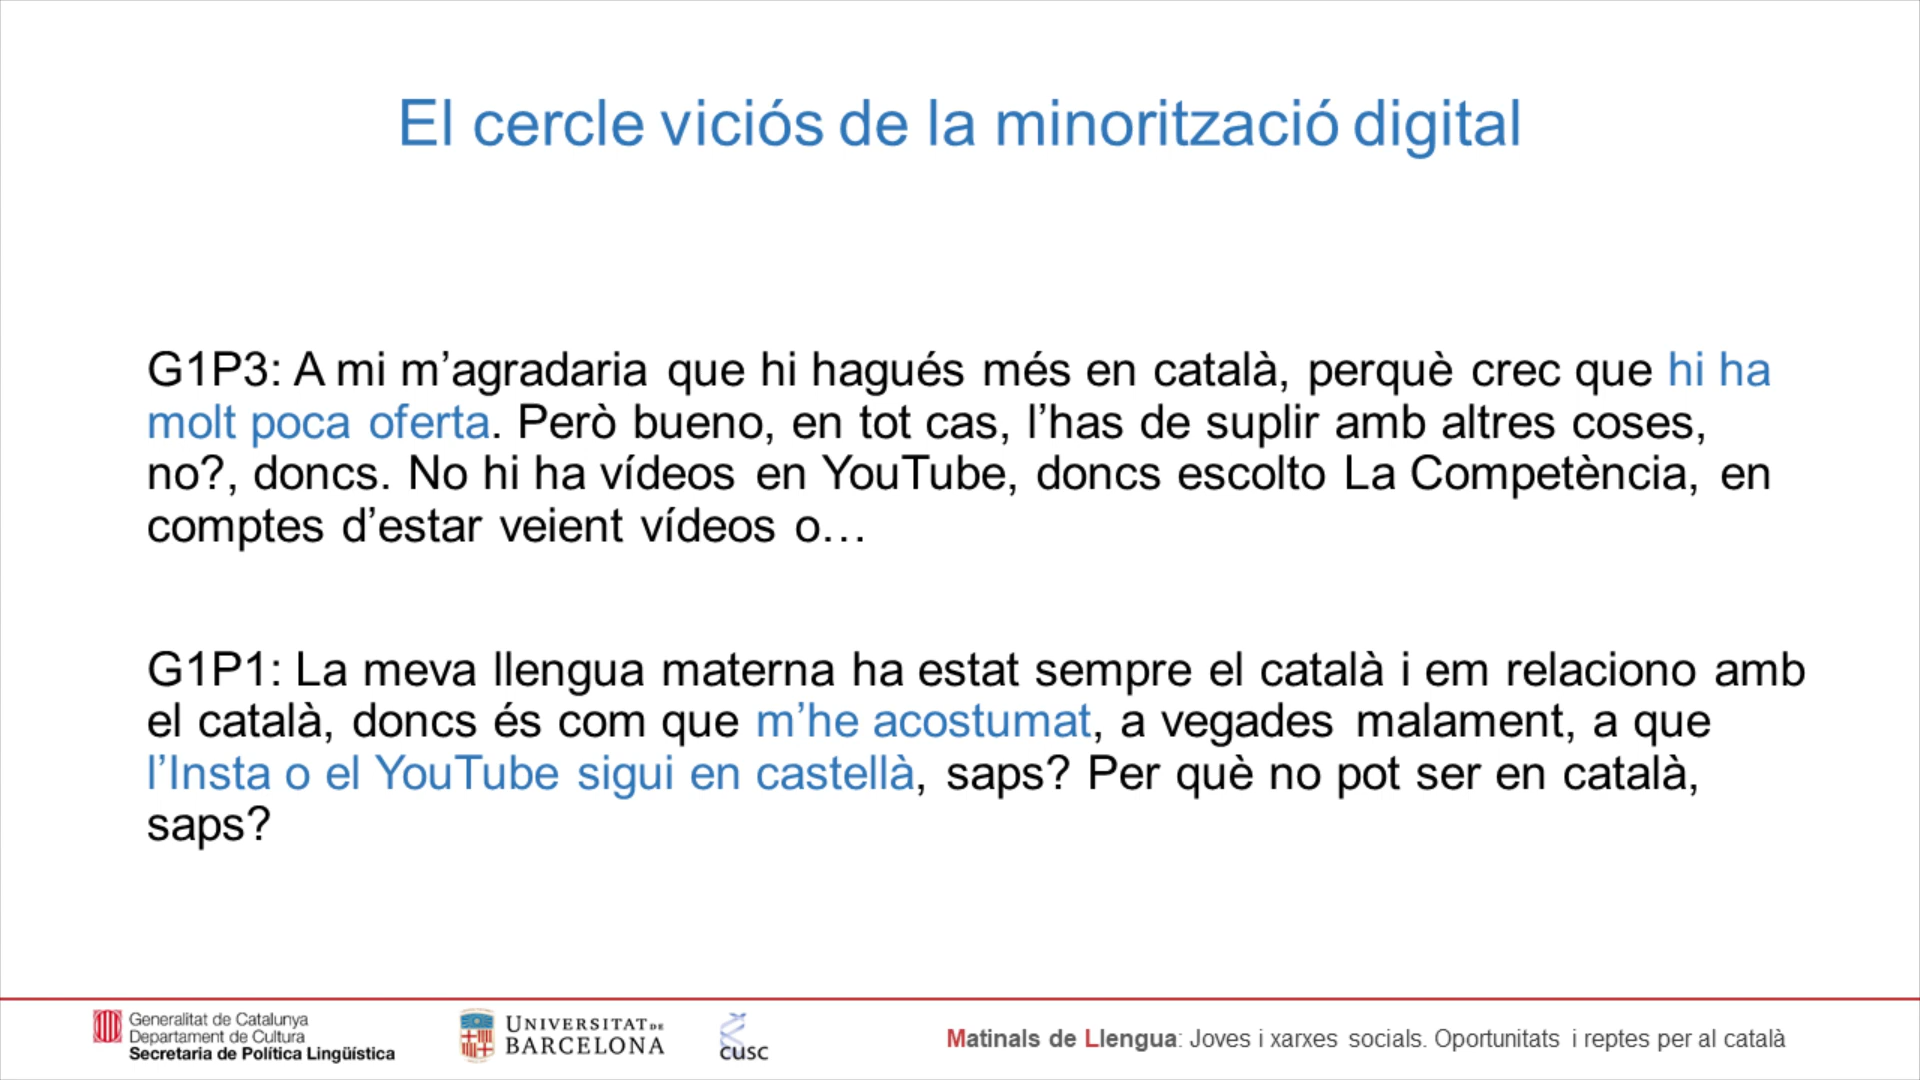 El cercle viciós de la minorització digital
G1P3: A mi m’agradaria que hi hagués més en català, perquè crec que hi ha
molt poca oferta. Però bueno, en tot cas, l’has de suplir amb altres coses,
no?, doncs. No hi ha vídeos en YouTube, doncs escolto La Competència, en
comptes d’estar veient vídeos o…
G1P1: La meva llengua materna ha estat sempre el català i em relaciono amb
el català, doncs és com que m’he acostumat, a vegades malament, a que
l’Insta o el YouTube sigui en castellà, saps? Per què no pot ser en català,
saps?
Generalitat de Catalunya
Departament de Cultura
Secretaria de Política Lingüística
UNIVERSITAT DE
BARCELONA
CUSC
Matinals de Llengua: Joves i xarxes socials. Oportunitats i reptes per al català